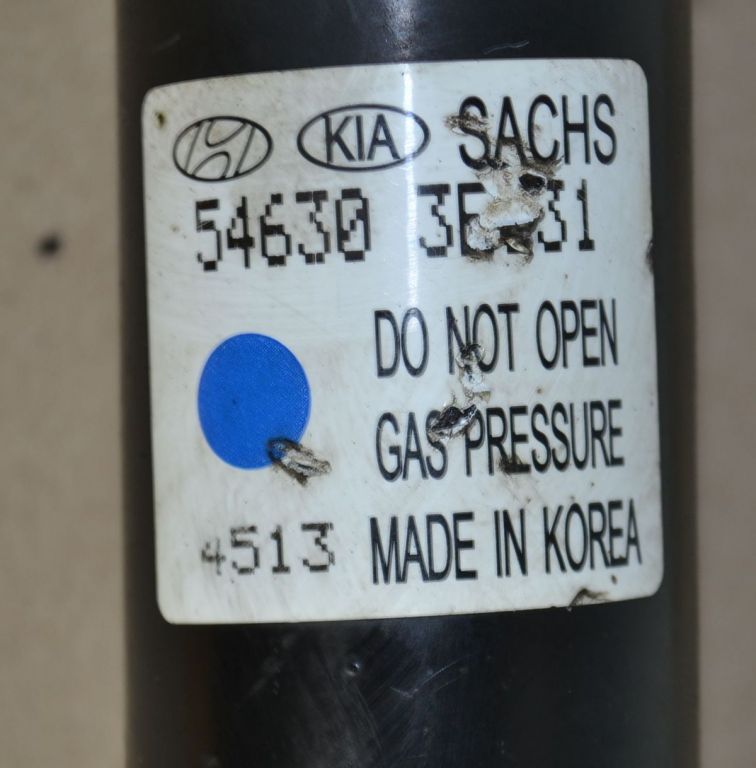 KIA SACHS
54630
DO NOT OPEN
GAS PRESSURE
4513 MADE IN KOREA